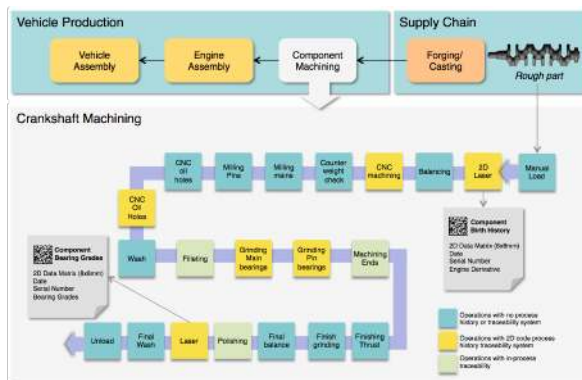 Vehicle Production
Supply Chain
Vehicle
Assembly
Engine
Assembly
Component
Machining
Forging/
Casting
Rough part
Crankshaft Machining
CNC
oil
holes
Milling
Pins
Milling
mains
Counter
weight
check
CNC
machining
Balancing
2D
Laser
Manual
Load
CNC
Oil
Holes
Component
Birth History
2D Data Matrix (8x8mm)
Date
Serial Number
Engine Derivative
Component
Bearing Grades
2D Data Matrix (8x8mm)
Date
Serial Number
Bearing Grades
Wash
Grinding
Main
bearings
Grinding
Pin
bearings
Machining
Ends
Unload
Final
Wash
Laser
Polishing
Final
balance
Finish
grinding
Finishing
Thrust
Operations with no process
history or traceability system
Operations with 2D code process
history traceability system
Operations with in-process
traceability